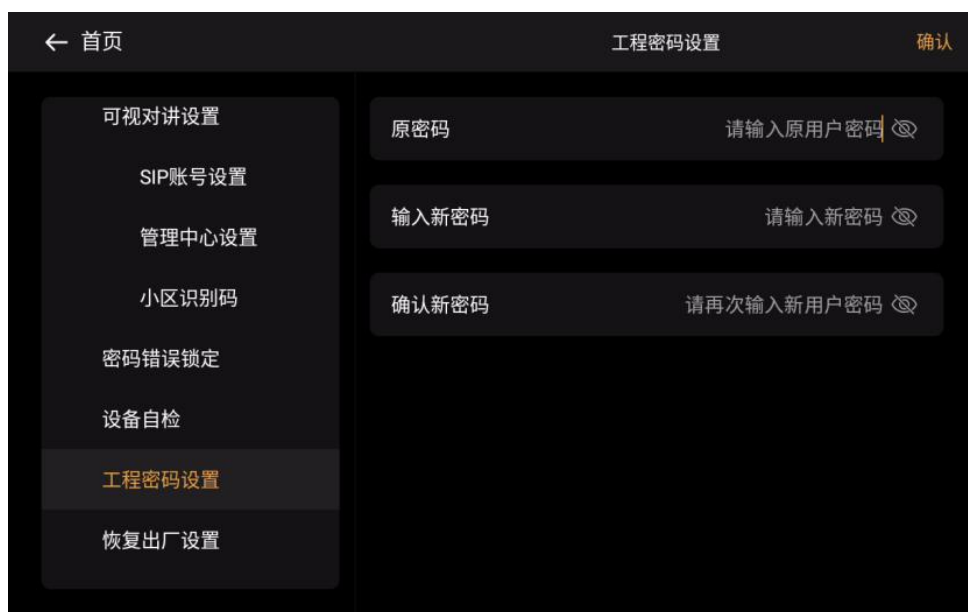 首页
工程密码设置
确认
可视对讲设置
SIP账号设置
管理中心设置
小区识别码
密码错误锁定
设备自检
工程密码设置
恢复出厂设置
原密码
请输入原用户密码
输入新密码
请输入新密码
确认新密码
请再次输入新用户密码